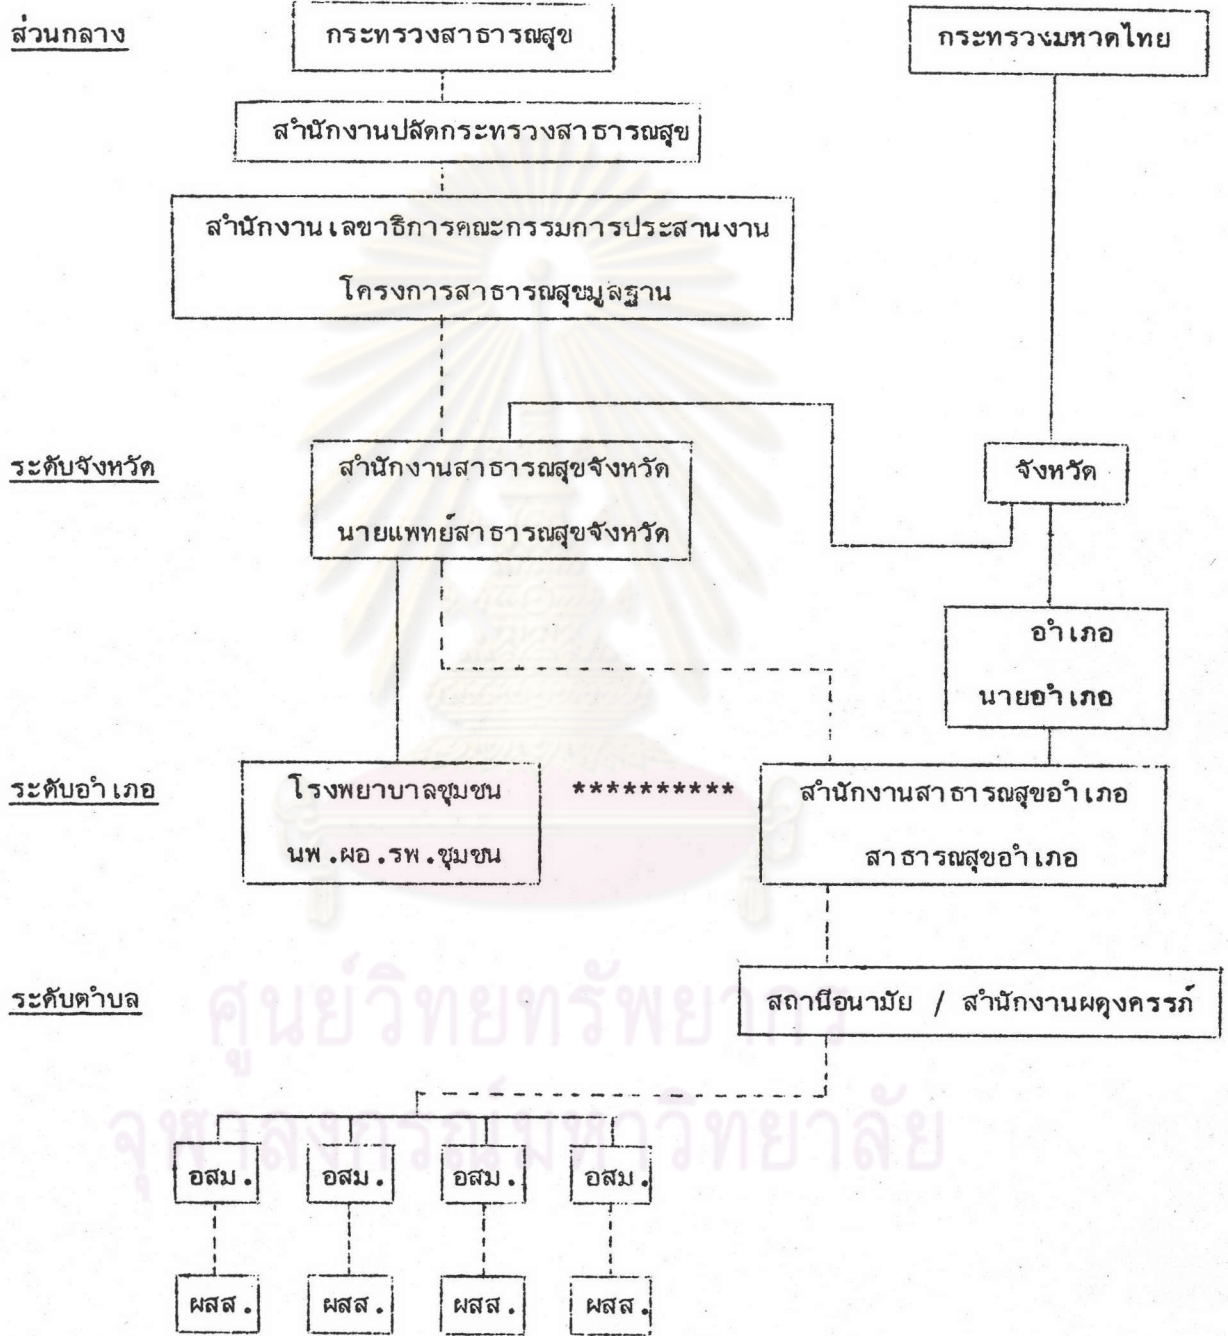 ส่วนกลาง
กระทรวงสาธารณสุข
กระทรวงมหาดไทย
สำนักงานปลัดกระทรวงสาธารณสุข
สำนักงานเลขาธิการคณะกรรมการประสานงาน
โครงการสาธารณสุขมูลฐาน
ระดับจังหวัด
สำนักงานสาธารณสุขจังหวัด
นายแพทย์สาธารณสุขจังหวัด
จังหวัด
อำเภอ
นายอำเภอ
ระดับอำเภอ
โรงพยาบาลชุมชน
นพ.ผอ.รพ.ชุมชน
**********
สำนักงานสาธารณสุขอำเภอ
สาธารณสุขอำเภอ
ระดับตำบล
สถานีอนามัย / สำนักงานผดุงครรภ์
ศูนย์วิทยทรัพยากร
จุฬาลงกรณ์มหาวิทยาลัย
อสม. อสม. อสม. อสม.
ผสส. ผสส. ผสส. ผสส.